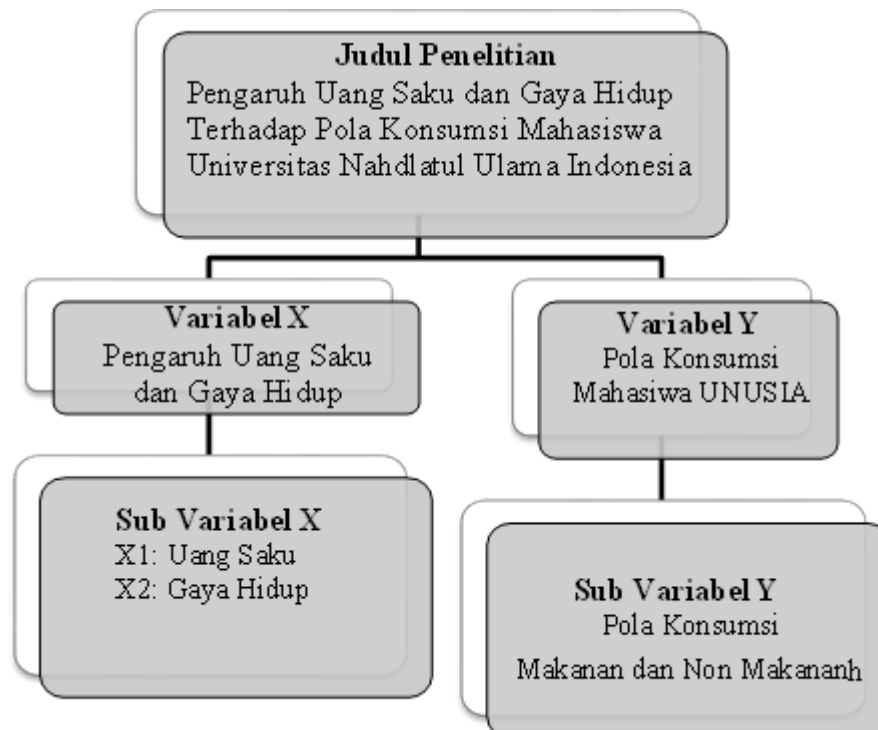 Judul Penelitian
Pengaruh Uang Saku dan Gaya Hidup
Terhadap Pola Konsumsi Mahasiswa
Universitas Nahdlatul Ulama Indonesia
Variabel X
Pengaruh Uang Saku
dan Gaya Hidup
Variabel Y
Pola Konsumsi
Mahasiwa UNUSIA
Sub Variabel X
X1: Uang Saku
X2: Gaya Hidup
Sub Variabel Y
Pola Konsumsi
Makanan dan Non Makananh